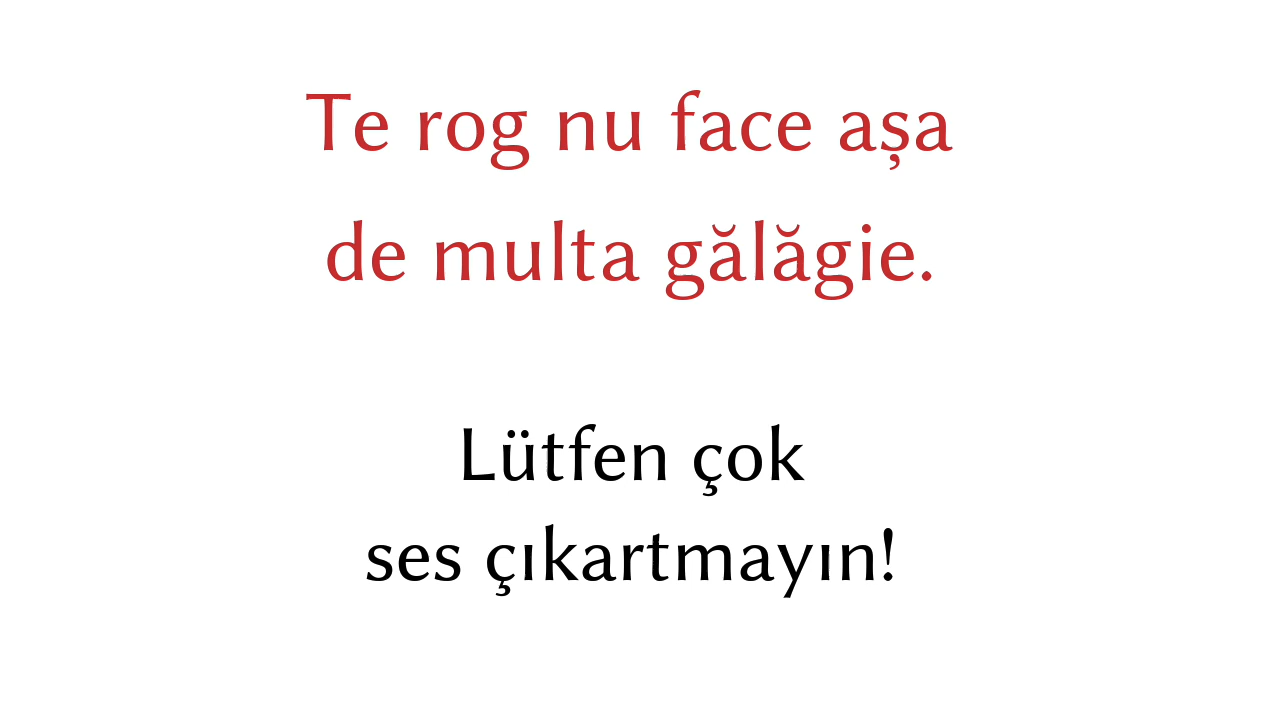 Te rog nu face așa
de multa gălăgie.
Lütfen çok
ses çıkartmayın!